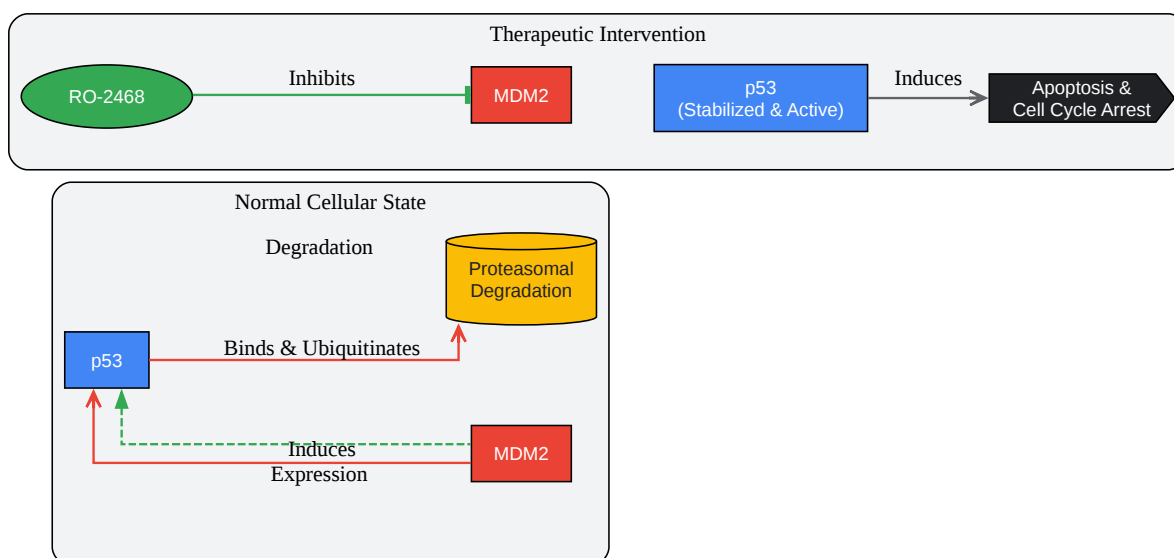 Therapeutic Intervention
RO-2468
Inhibits
MDM2
p53
(Stabilized & Active)
Induces
Apoptosis &
Cell Cycle Arrest
Normal Cellular State
Degradation
Proteasomal
Degradation
p53
Binds & Ubiquitinates
Induces
Expression
MDM2